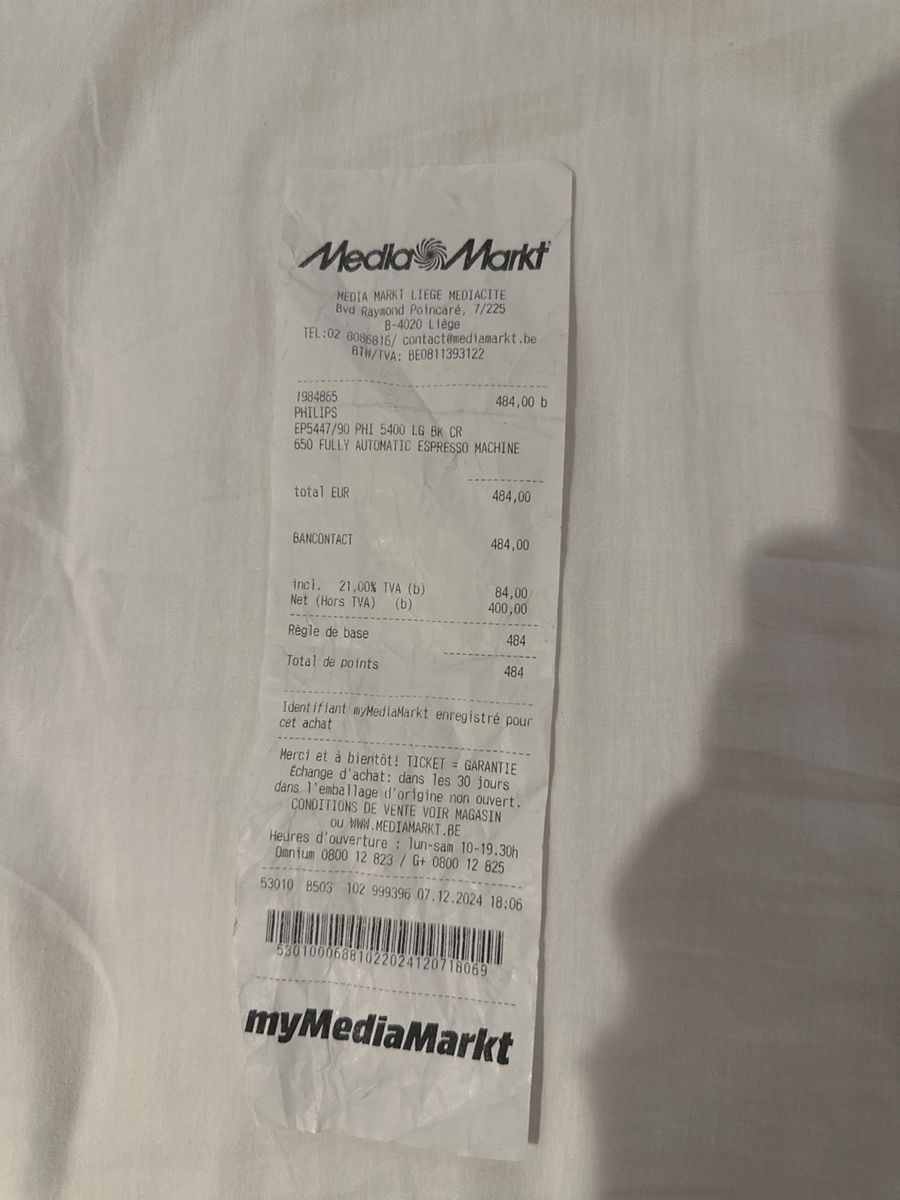 Media Markt
MEDIA MARKT LIEGE MEDIACITE
Bvd Raymond Poincaré, 7/225
B-4020 Liège
TEL:02 8086816/ contact@mediamarkt.be
BTW/TVA: BE0811393122
1984865 484,00 b
PHILIPS
EP5447/90 PHI 5400 LG BK CR
650 FULLY AUTOMATIC ESPRESSO MACHINE
total EUR 484,00
BANCONTACT 484,00
incl. 21,00% TVA (b) 84,00
Net (Hors TVA) (b) 400,00
Règle de base 484
Total de points 484
Identifiant myMediaMarkt enregistré pour
cet achat
Merci et à bientôt! TICKET = GARANTIE
Échange d'achat: dans les 30 jours
dans l'emballage d'origine non ouvert.
CONDITIONS DE VENTE VOIR MAGASIN
ou WWW.MEDIAMARKT.BE
Heures d'ouverture : lun-sam 10-19.30h
Omnium 0800 12 823 / G+ 0800 12 825
53010 8503 102 999396 07.12.2024 18:06
5301000688102202412071­8069
myMediaMarkt